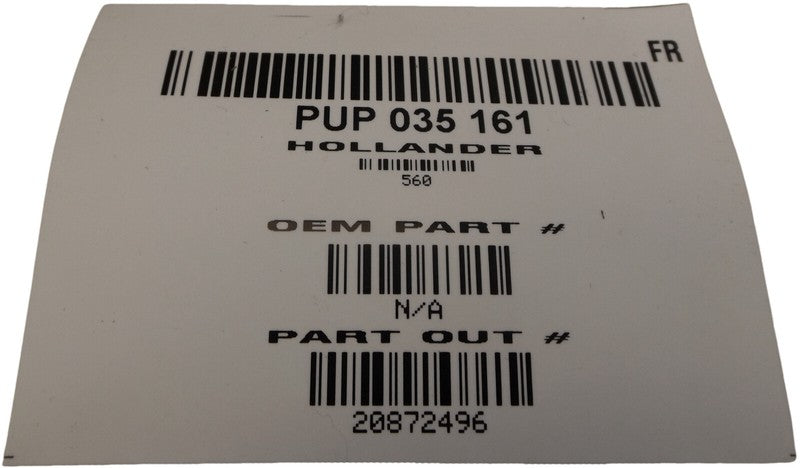 FR
PUP 035 161
HOLLANDER
560
OEM PART #
N/A
PART OUT #
20872496